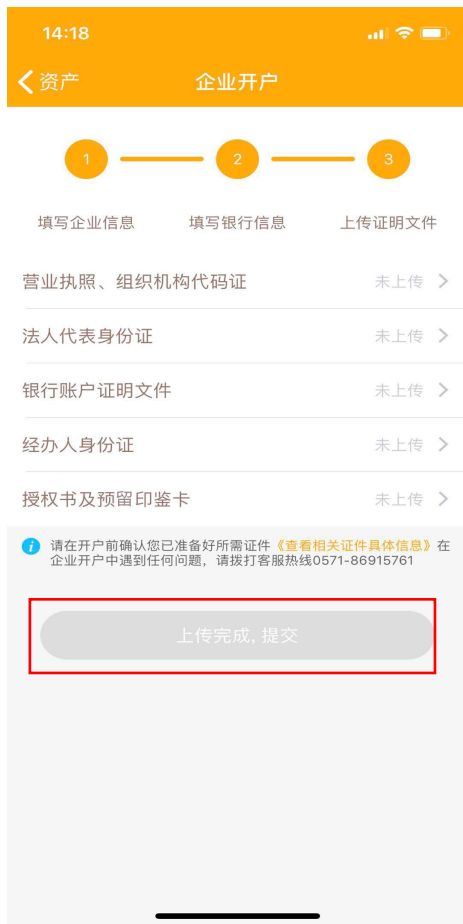 14:18
资产
企业开户
1
2
3
填写企业信息
填写银行信息
上传证明文件
营业执照、组织机构代码证
未上传
法人代表身份证
未上传
银行账户证明文件
未上传
经办人身份证
未上传
授权书及预留印鉴卡
未上传
i
请在开户前确认您已准备好所需证件《查看相关证件具体信息》在
企业开户中遇到任何问题，请拨打客服热线0571-86915761
上传完成,提交